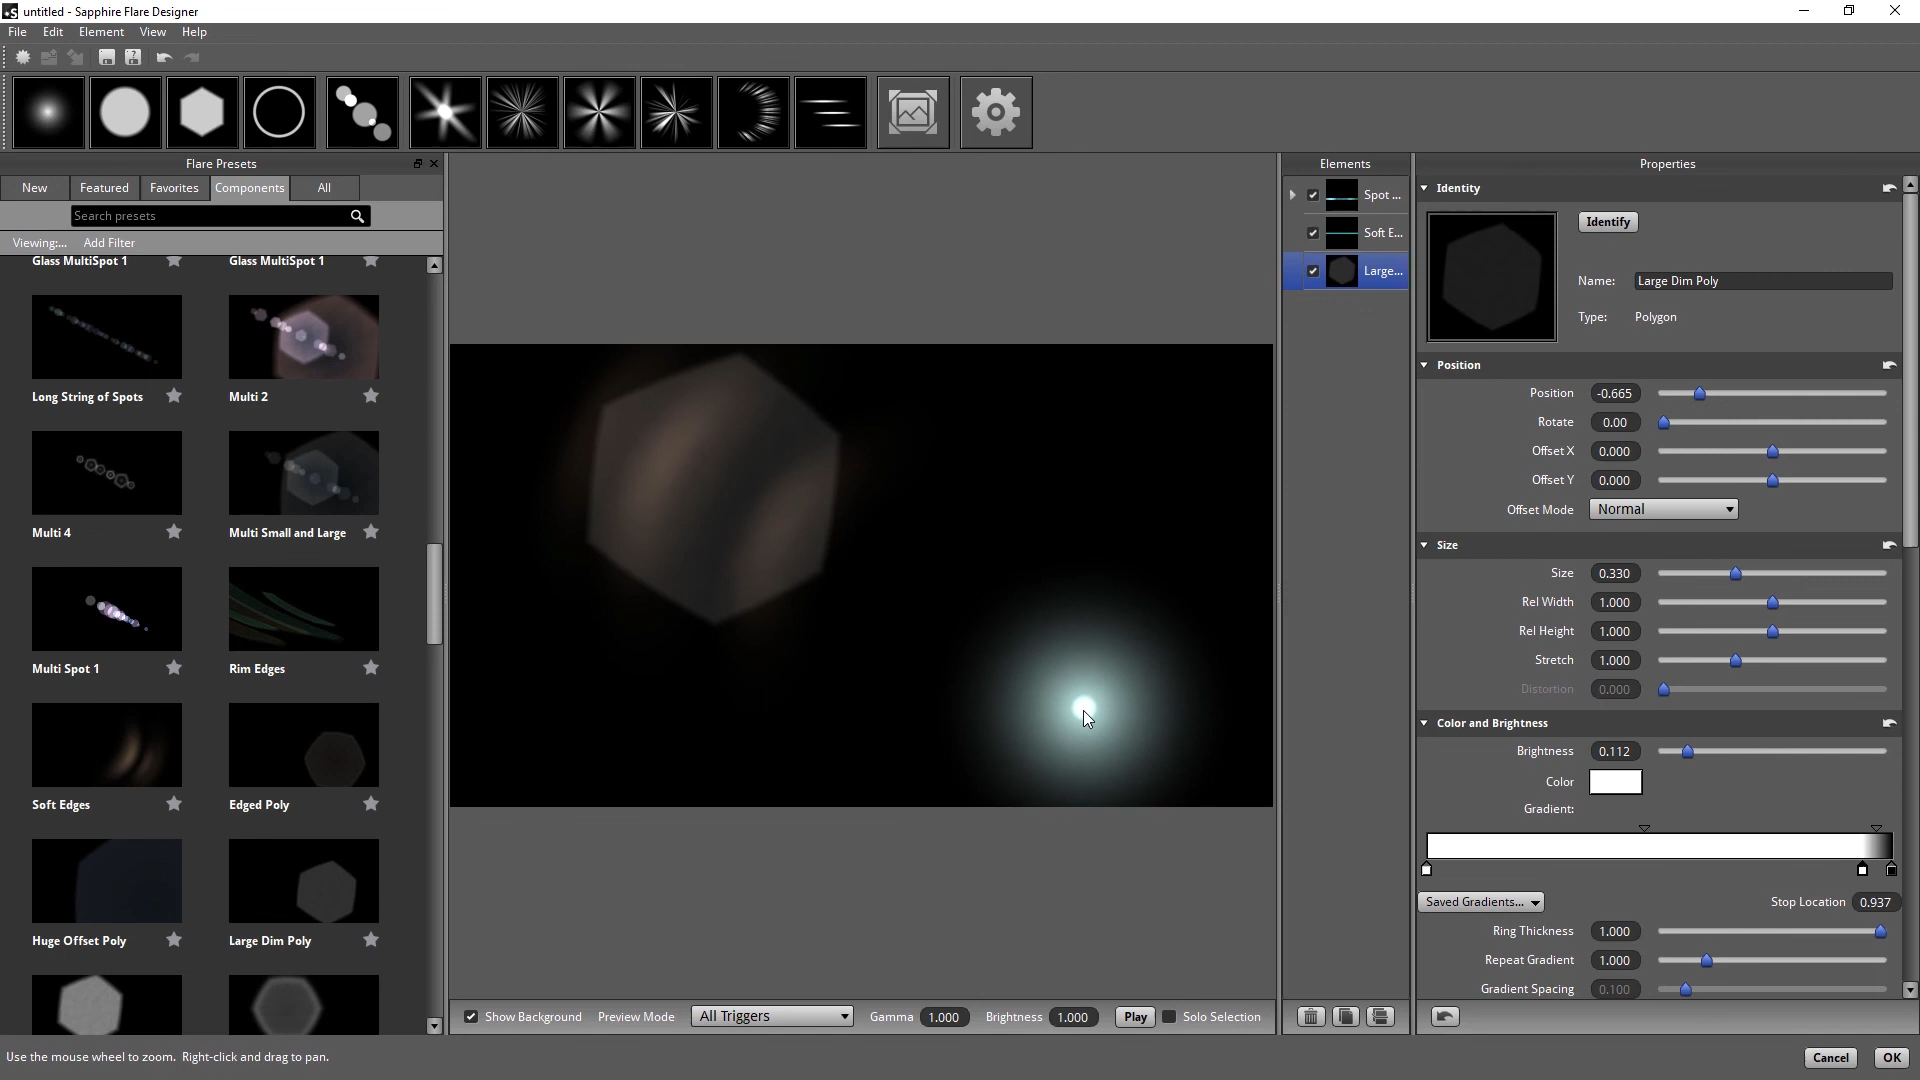 untitled - Sapphire Flare Designer
File Edit Element View Help
Flare Presets
New Featured Favorites Components All
Search presets
Viewing:... Add Filter
Glass MultiSpot 1 Glass MultiSpot 1
Long String of Spots Multi 2
Multi 4 Multi Small and Large
Multi Spot 1 Rim Edges
Soft Edges Edged Poly
Huge Offset Poly Large Dim Poly
Show Background Preview Mode All Triggers Gamma 1.000 Brightness 1.000 Play Solo Selection
Elements
Spot ...
Soft E...
Large...
Properties
Identity
Identify
Name: Large Dim Poly
Type: Polygon
Position
Position -0.665
Rotate 0.00
Offset X 0.000
Offset Y 0.000
Offset Mode Normal
Size
Size 0.330
Rel Width 1.000
Rel Height 1.000
Stretch 1.000
Distortion 0.000
Color and Brightness
Brightness 0.112
Color
Gradient:
Saved Gradients... Stop Location 0.937
Ring Thickness 1.000
Repeat Gradient 1.000
Gradient Spacing 0.100
Use the mouse wheel to zoom. Right-click and drag to pan.
Cancel OK